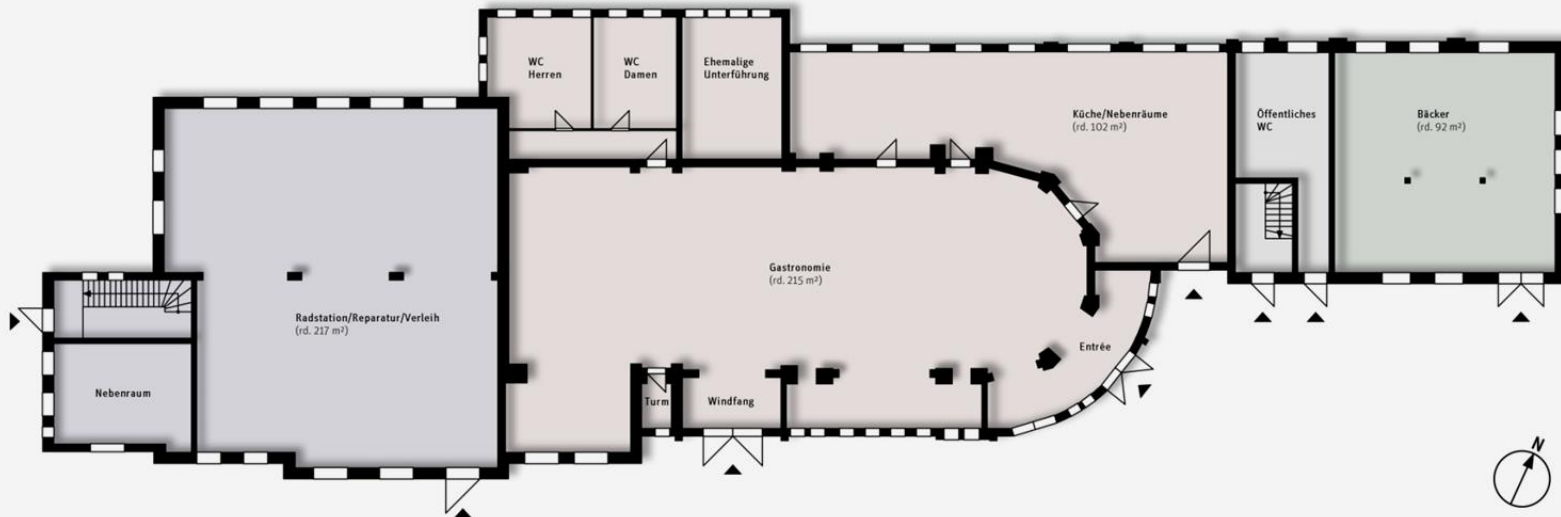 WC
Herren
WC
Damen
Ehemalige
Unterführung
Küche/Nebenräume
(rd. 102 m²)
Öffentliches
WC
Bäcker
(rd. 92 m²)
Gastronomie
(rd. 215 m²)
Radstation/Reparatur/Verleih
(rd. 217 m²)
Entrée
Nebenraum
Turm
Windfang
N